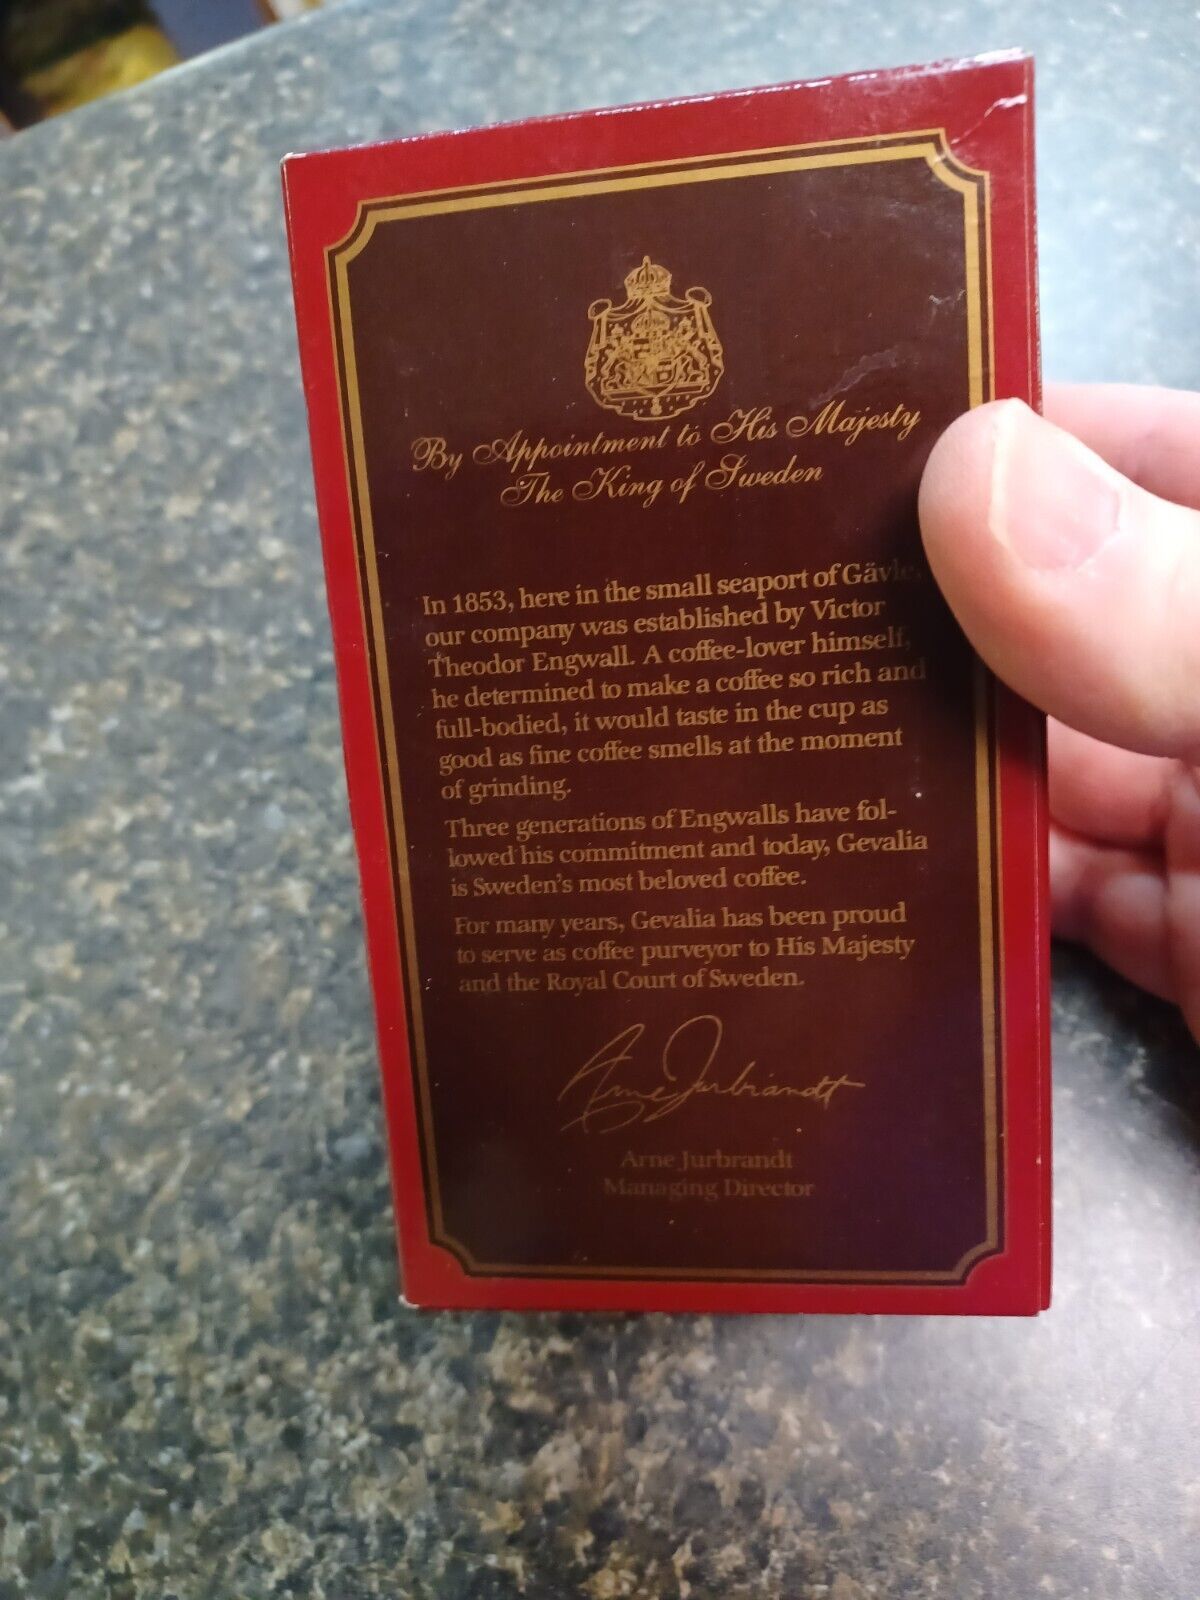 By Appointment to His Majesty
The King of Sweden
In 1853, here in the small seaport of Gävle,
our company was established by Victor
Theodor Engwall. A coffee-lover himself,
he determined to make a coffee so rich and
full-bodied, it would taste in the cup as
good as fine coffee smells at the moment
of grinding.
Three generations of Engwalls have fol-
lowed his commitment and today, Gevalia
is Sweden's most beloved coffee.
For many years, Gevalia has been proud
to serve as coffee purveyor to His Majesty
and the Royal Court of Sweden.
Arne Jurbrandt
Arne Jurbrandt
Managing Director